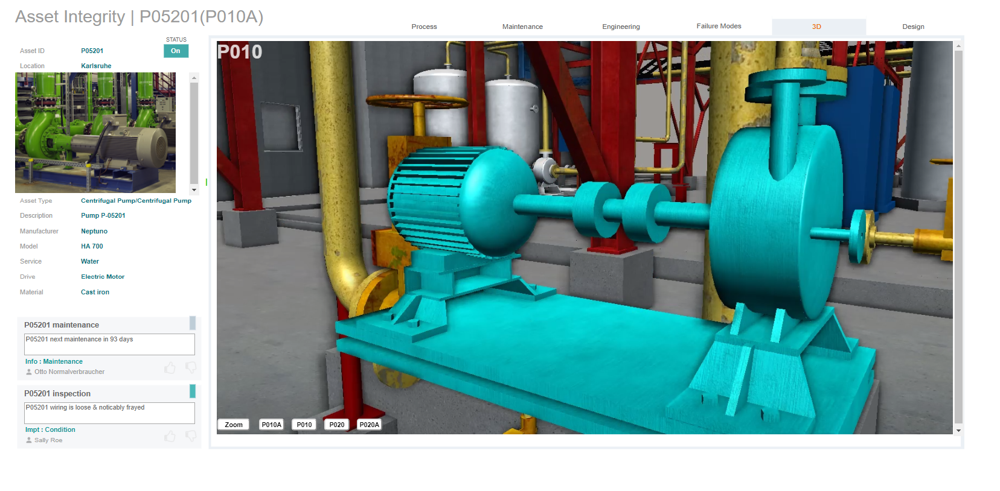 Asset Integrity | P05201(P010A)
Process
Maintenance
Engineering
Failure Modes
3D
Design
STATUS
On
Asset ID P05201
Location Karlsruhe
Asset Type Centrifugal Pump/Centrifugal Pump
Description Pump P-05201
Manufacturer Neptuno
Model HA 700
Service Water
Drive Electric Motor
Material Cast iron
P05201 maintenance
P05201 next maintenance in 93 days
Info : Maintenance
Otto Normalverbraucher
P05201 inspection
P05201 wiring is loose & noticably frayed
Impt : Condition
Sally Roe
P010
Zoom
P010A
P010
P020
P020A